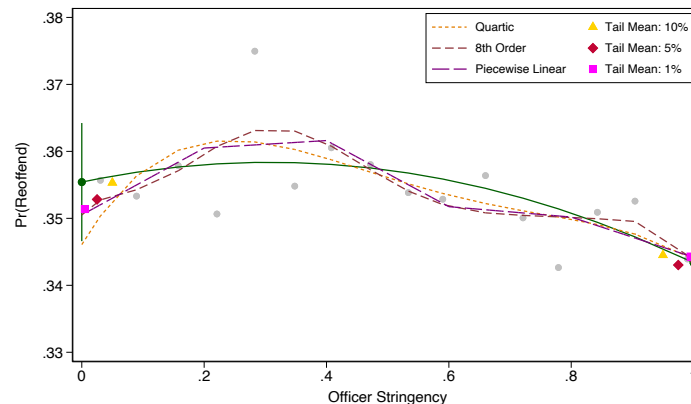 .38
.37
.36
.35
.34
.33
Pr(Reoffend)
Quartic
8th Order
Piecewise Linear
Tail Mean: 10%
Tail Mean: 5%
Tail Mean: 1%
0 .2 .4 .6 .8
Officer Stringency